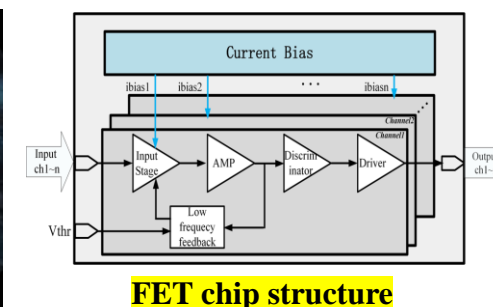 Current Bias
ibias1 ibias2 ··· ibiasn
Channel2
Channel1
Input
ch1~n
Input
Stage
AMP
Discrim
inator
Driver
Output
ch1~
Vthr
Low
frequecy
feedback
FET chip structure